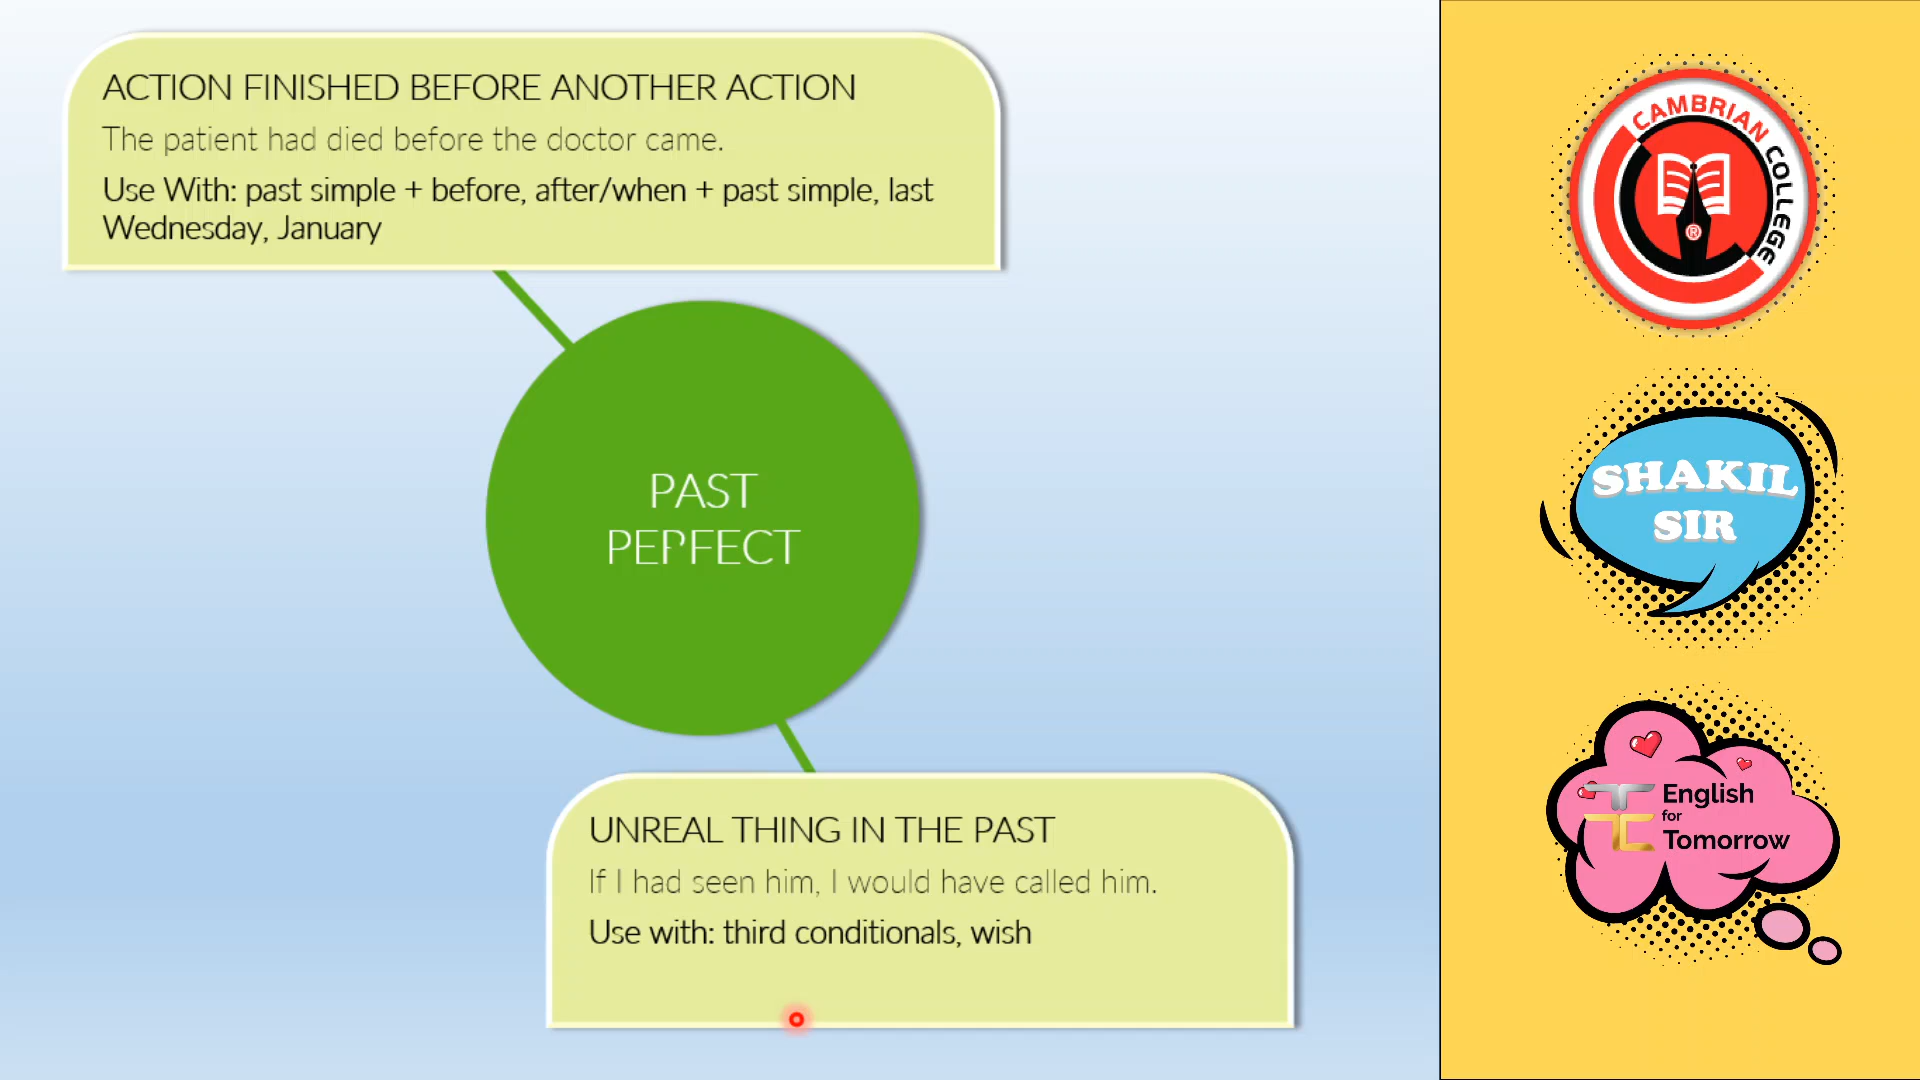 ACTION FINISHED BEFORE ANOTHER ACTION
The patient had died before the doctor came.
Use With: past simple + before, after/when + past simple, last
Wednesday, January
PAST
PERFECT
UNREAL THING IN THE PAST
If I had seen him, I would have called him.
Use with: third conditionals, wish
CAMBRIAN COLLEGE
®
SHAKIL
SIR
English
for
Tomorrow